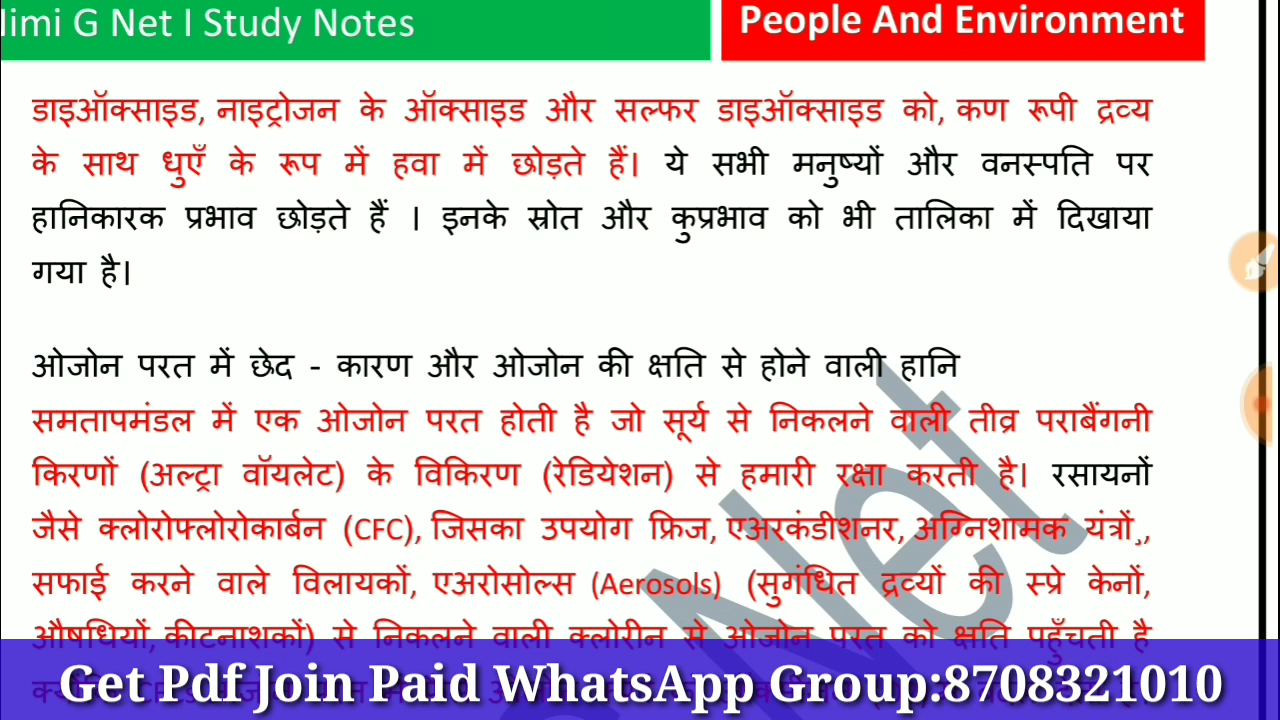 limi G Net I Study Notes
People And Environment
डाइऑक्साइड, नाइट्रोजन के ऑक्साइड और सल्फर डाइऑक्साइड को, कण रूपी द्रव्य
के साथ धुएँ के रूप में हवा में छोड़ते हैं। ये सभी मनुष्यों और वनस्पति पर
हानिकारक प्रभाव छोड़ते हैं । इनके स्रोत और कुप्रभाव को भी तालिका में दिखाया
गया है।
ओजोन परत में छेद - कारण और ओजोन की क्षति से होने वाली हानि
समतापमंडल में एक ओजोन परत होती है जो सूर्य से निकलने वाली तीव्र पराबैंगनी
किरणों (अल्ट्रा वॉयलेट) के विकिरण (रेडियेशन) से हमारी रक्षा करती है। रसायनों
जैसे क्लोरोफ्लोरोकार्बन (CFC), जिसका उपयोग फ्रिज, एअरकंडीशनर, अग्निशामक यंत्रों¸,
सफाई करने वाले विलायकों, एअरोसोल्स (Aerosols) (सुगंधित द्रव्यों की स्प्रे केनों,
औषधियों, कीटनाशकों) से निकलने वाली क्लोरीन से ओजोन परत को क्षति पहुँचती है
Get Pdf Join Paid WhatsApp Group:8708321010
Net